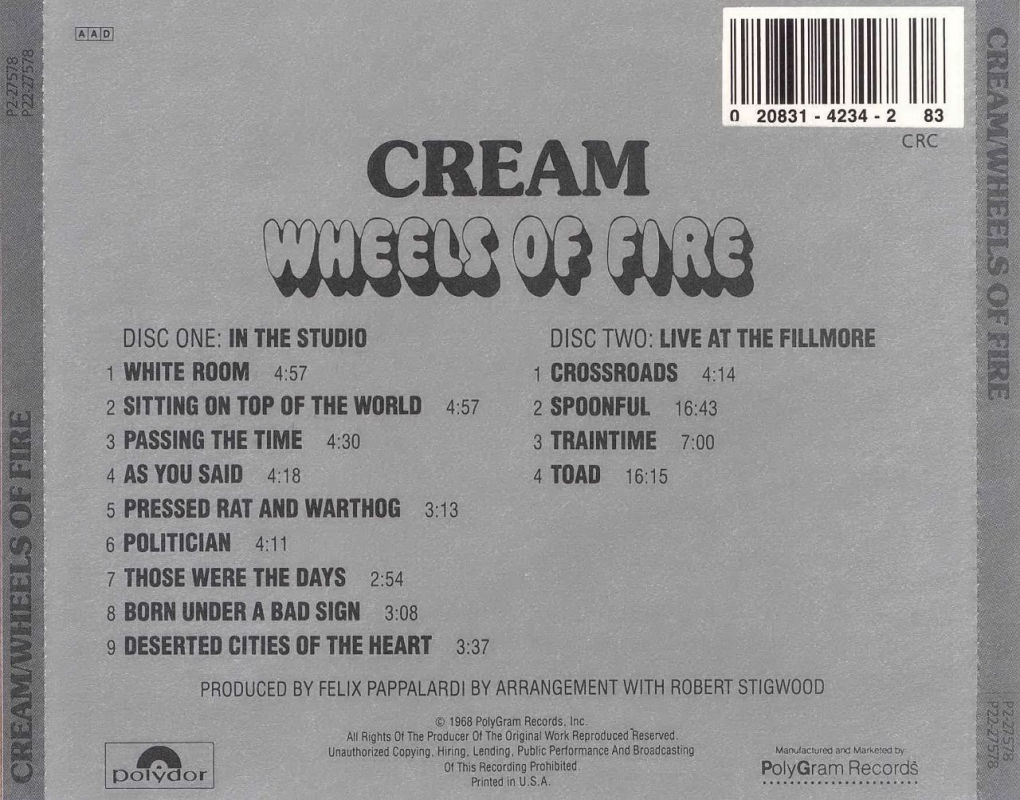 AAD
0 20831 - 4234 - 2 83
CRC
CREAM
WHEELS OF FIRE
DISC ONE: IN THE STUDIO
1 WHITE ROOM 4:57
2 SITTING ON TOP OF THE WORLD 4:57
3 PASSING THE TIME 4:30
4 AS YOU SAID 4:18
5 PRESSED RAT AND WARTHOG 3:13
6 POLITICIAN 4:11
7 THOSE WERE THE DAYS 2:54
8 BORN UNDER A BAD SIGN 3:08
9 DESERTED CITIES OF THE HEART 3:37
DISC TWO: LIVE AT THE FILLMORE
1 CROSSROADS 4:14
2 SPOONFUL 16:43
3 TRAINTIME 7:00
4 TOAD 16:15
PRODUCED BY FELIX PAPPALARDI BY ARRANGEMENT WITH ROBERT STIGWOOD
© 1968 PolyGram Records, Inc.
All Rights Of The Producer Of The Original Work Reproduced Reserved.
Unauthorized Copying, Hiring, Lending, Public Performance And Broadcasting
Of This Recording Prohibited.
Printed in U.S.A.
polydor
Manufactured and Marketed by
PolyGram Records
P2-27578
P22-27578
CREAM/WHEELS OF FIRE
CREAM/WHEELS OF FIRE
P2-27578
P22-27578